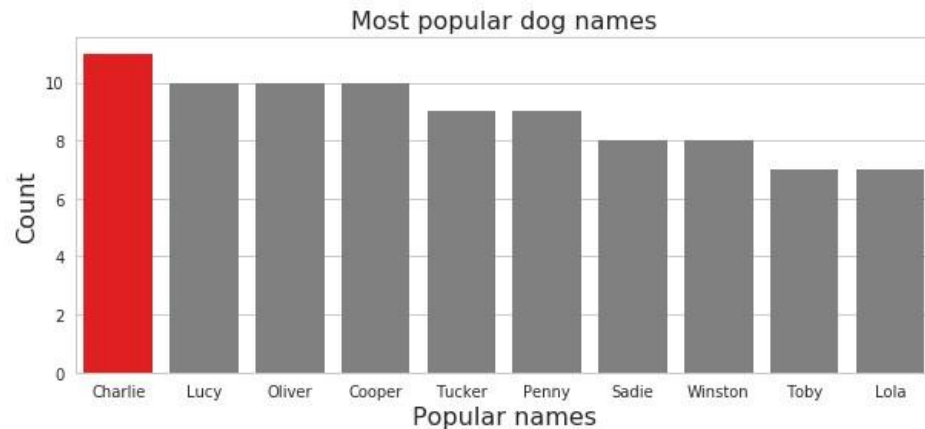 Most popular dog names
Count
10
8
6
4
2
0
Charlie Lucy Oliver Cooper Tucker Penny Sadie Winston Toby Lola
Popular names